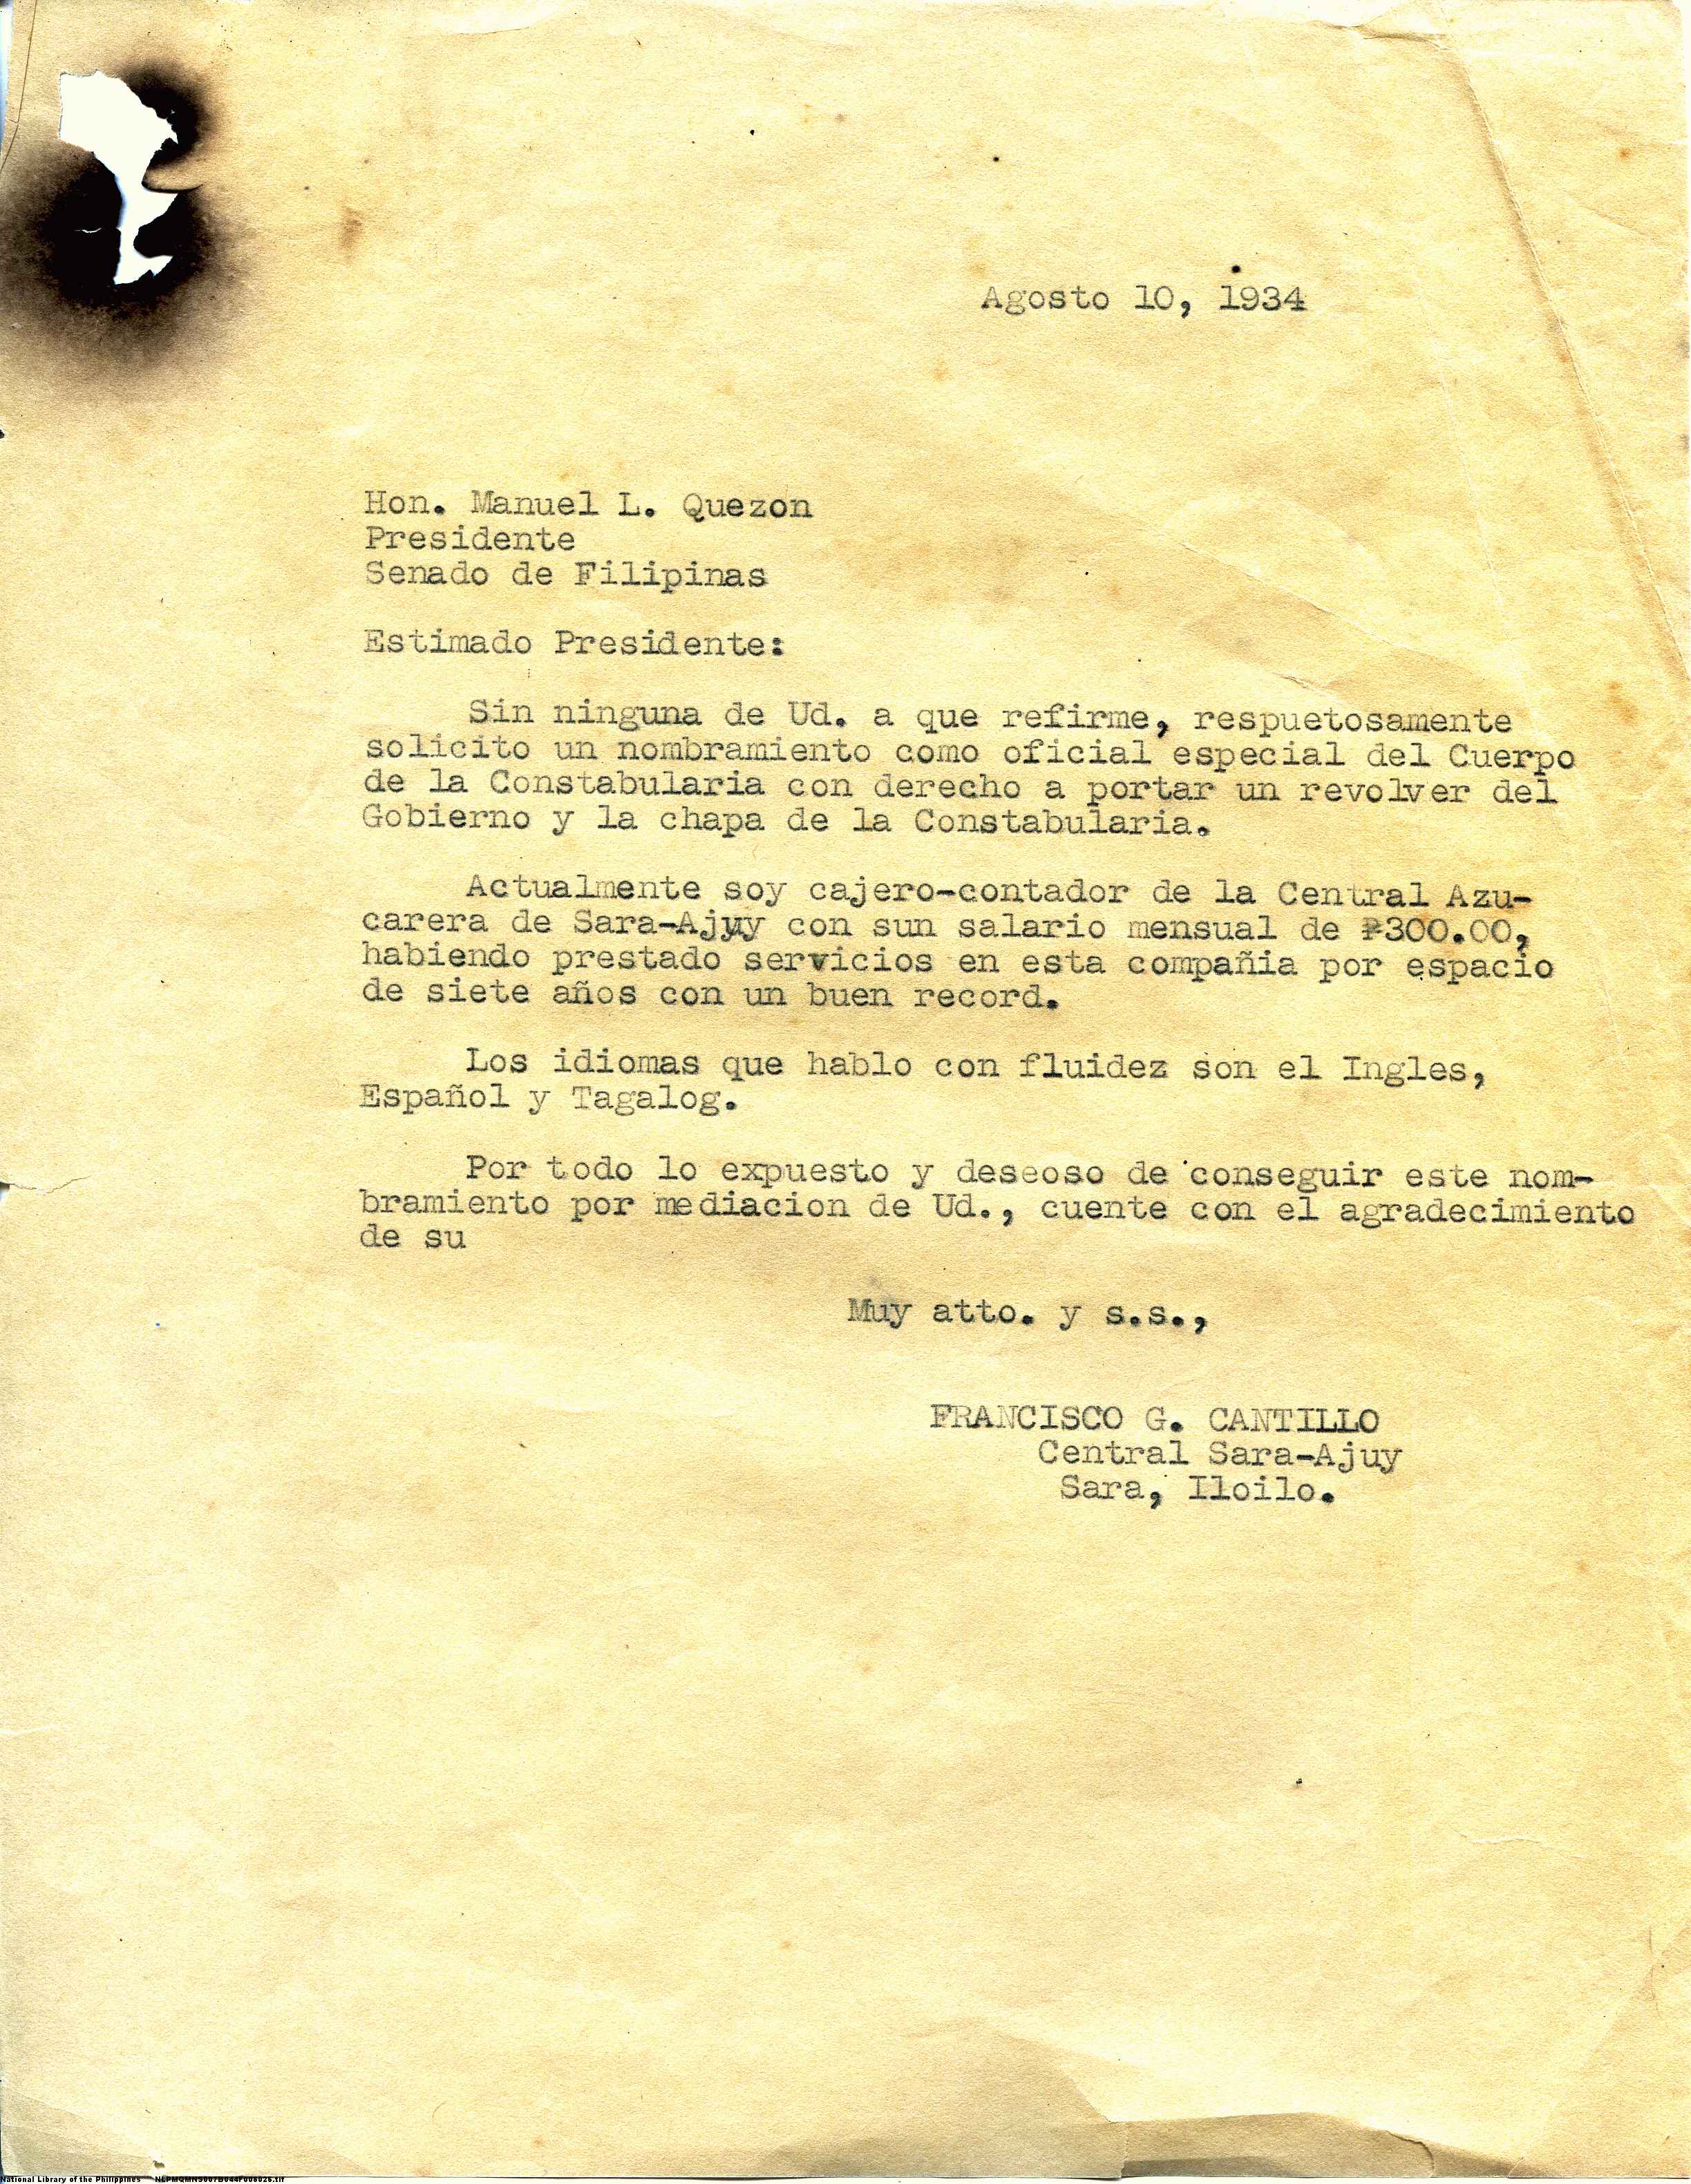 Agosto 10, 1934
Hon. Manuel L. Quezon
Presidente
Senado de Filipinas
Estimado Presidente:
Sin ninguna de Ud. a que refirme, respuetosamente
solicito un nombramiento como oficial especial del Cuerpo
de la Constabularia con derecho a portar un revolver del
Gobierno y la chapa de la Constabularia.
Actualmente soy cajero-contador de la Central Azu-
carera de Sara-Ajuy con sun salario mensual de ₱300.00,
habiendo prestado servicios en esta compañia por espacio
de siete años con un buen record.
Los idiomas que hablo con fluidez son el Ingles,
Español y Tagalog.
Por todo lo expuesto y deseoso de conseguir este nom-
bramiento por mediacion de Ud., cuente con el agradecimiento
de su
Muy atto. y s.s.,
FRANCISCO G. CANTILLO
Central Sara-Ajuy
Sara, Iloilo.
National Library of the Philippines